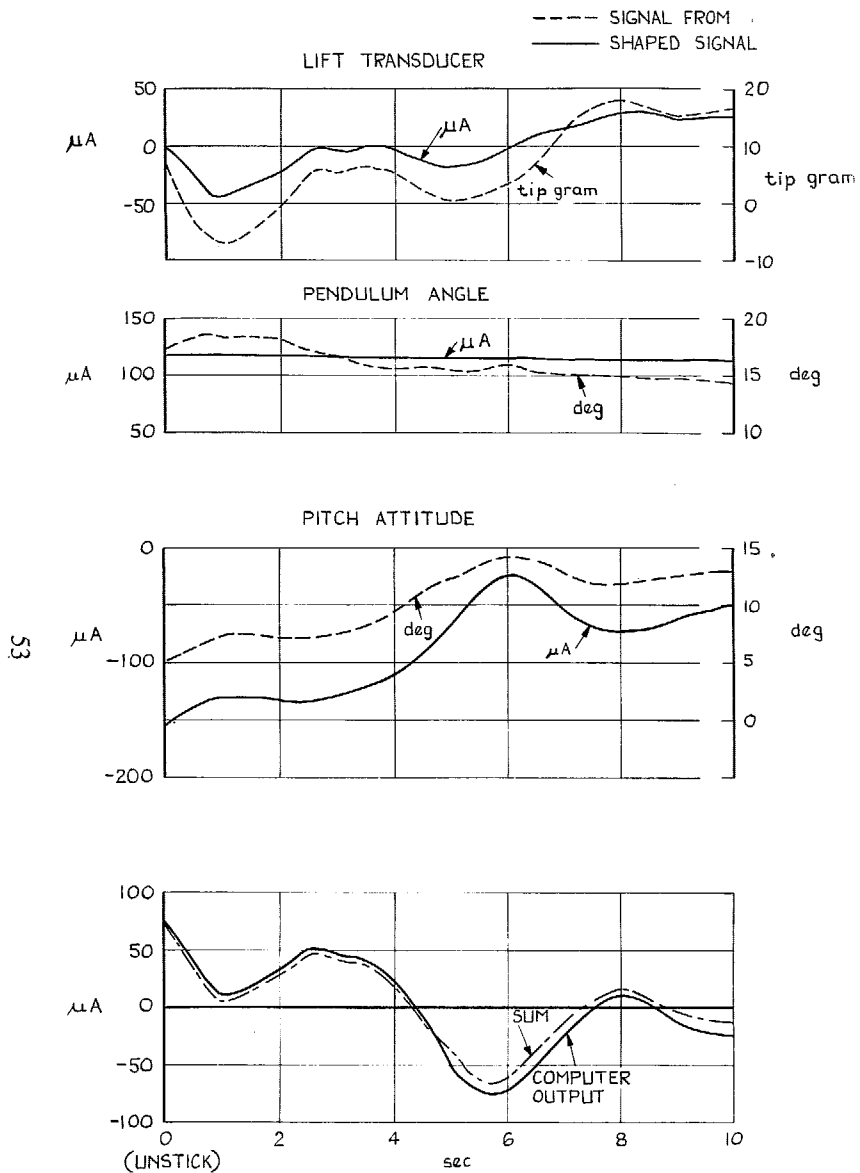 --- SIGNAL FROM
— SHAPED SIGNAL
LIFT TRANSDUCER
50
0
-50
μA
20
10
0
-10
tip gram
μA
tip gram
PENDULUM ANGLE
150
100
50
μA
20
15
10
deg
μA
deg
PITCH ATTITUDE
0
-100
-200
μA
15
10
5
0
deg
deg
μA
53
100
50
0
-50
-100
μA
SUM
COMPUTER
OUTPUT
0 2 4 6 8 10
(UNSTICK) sec